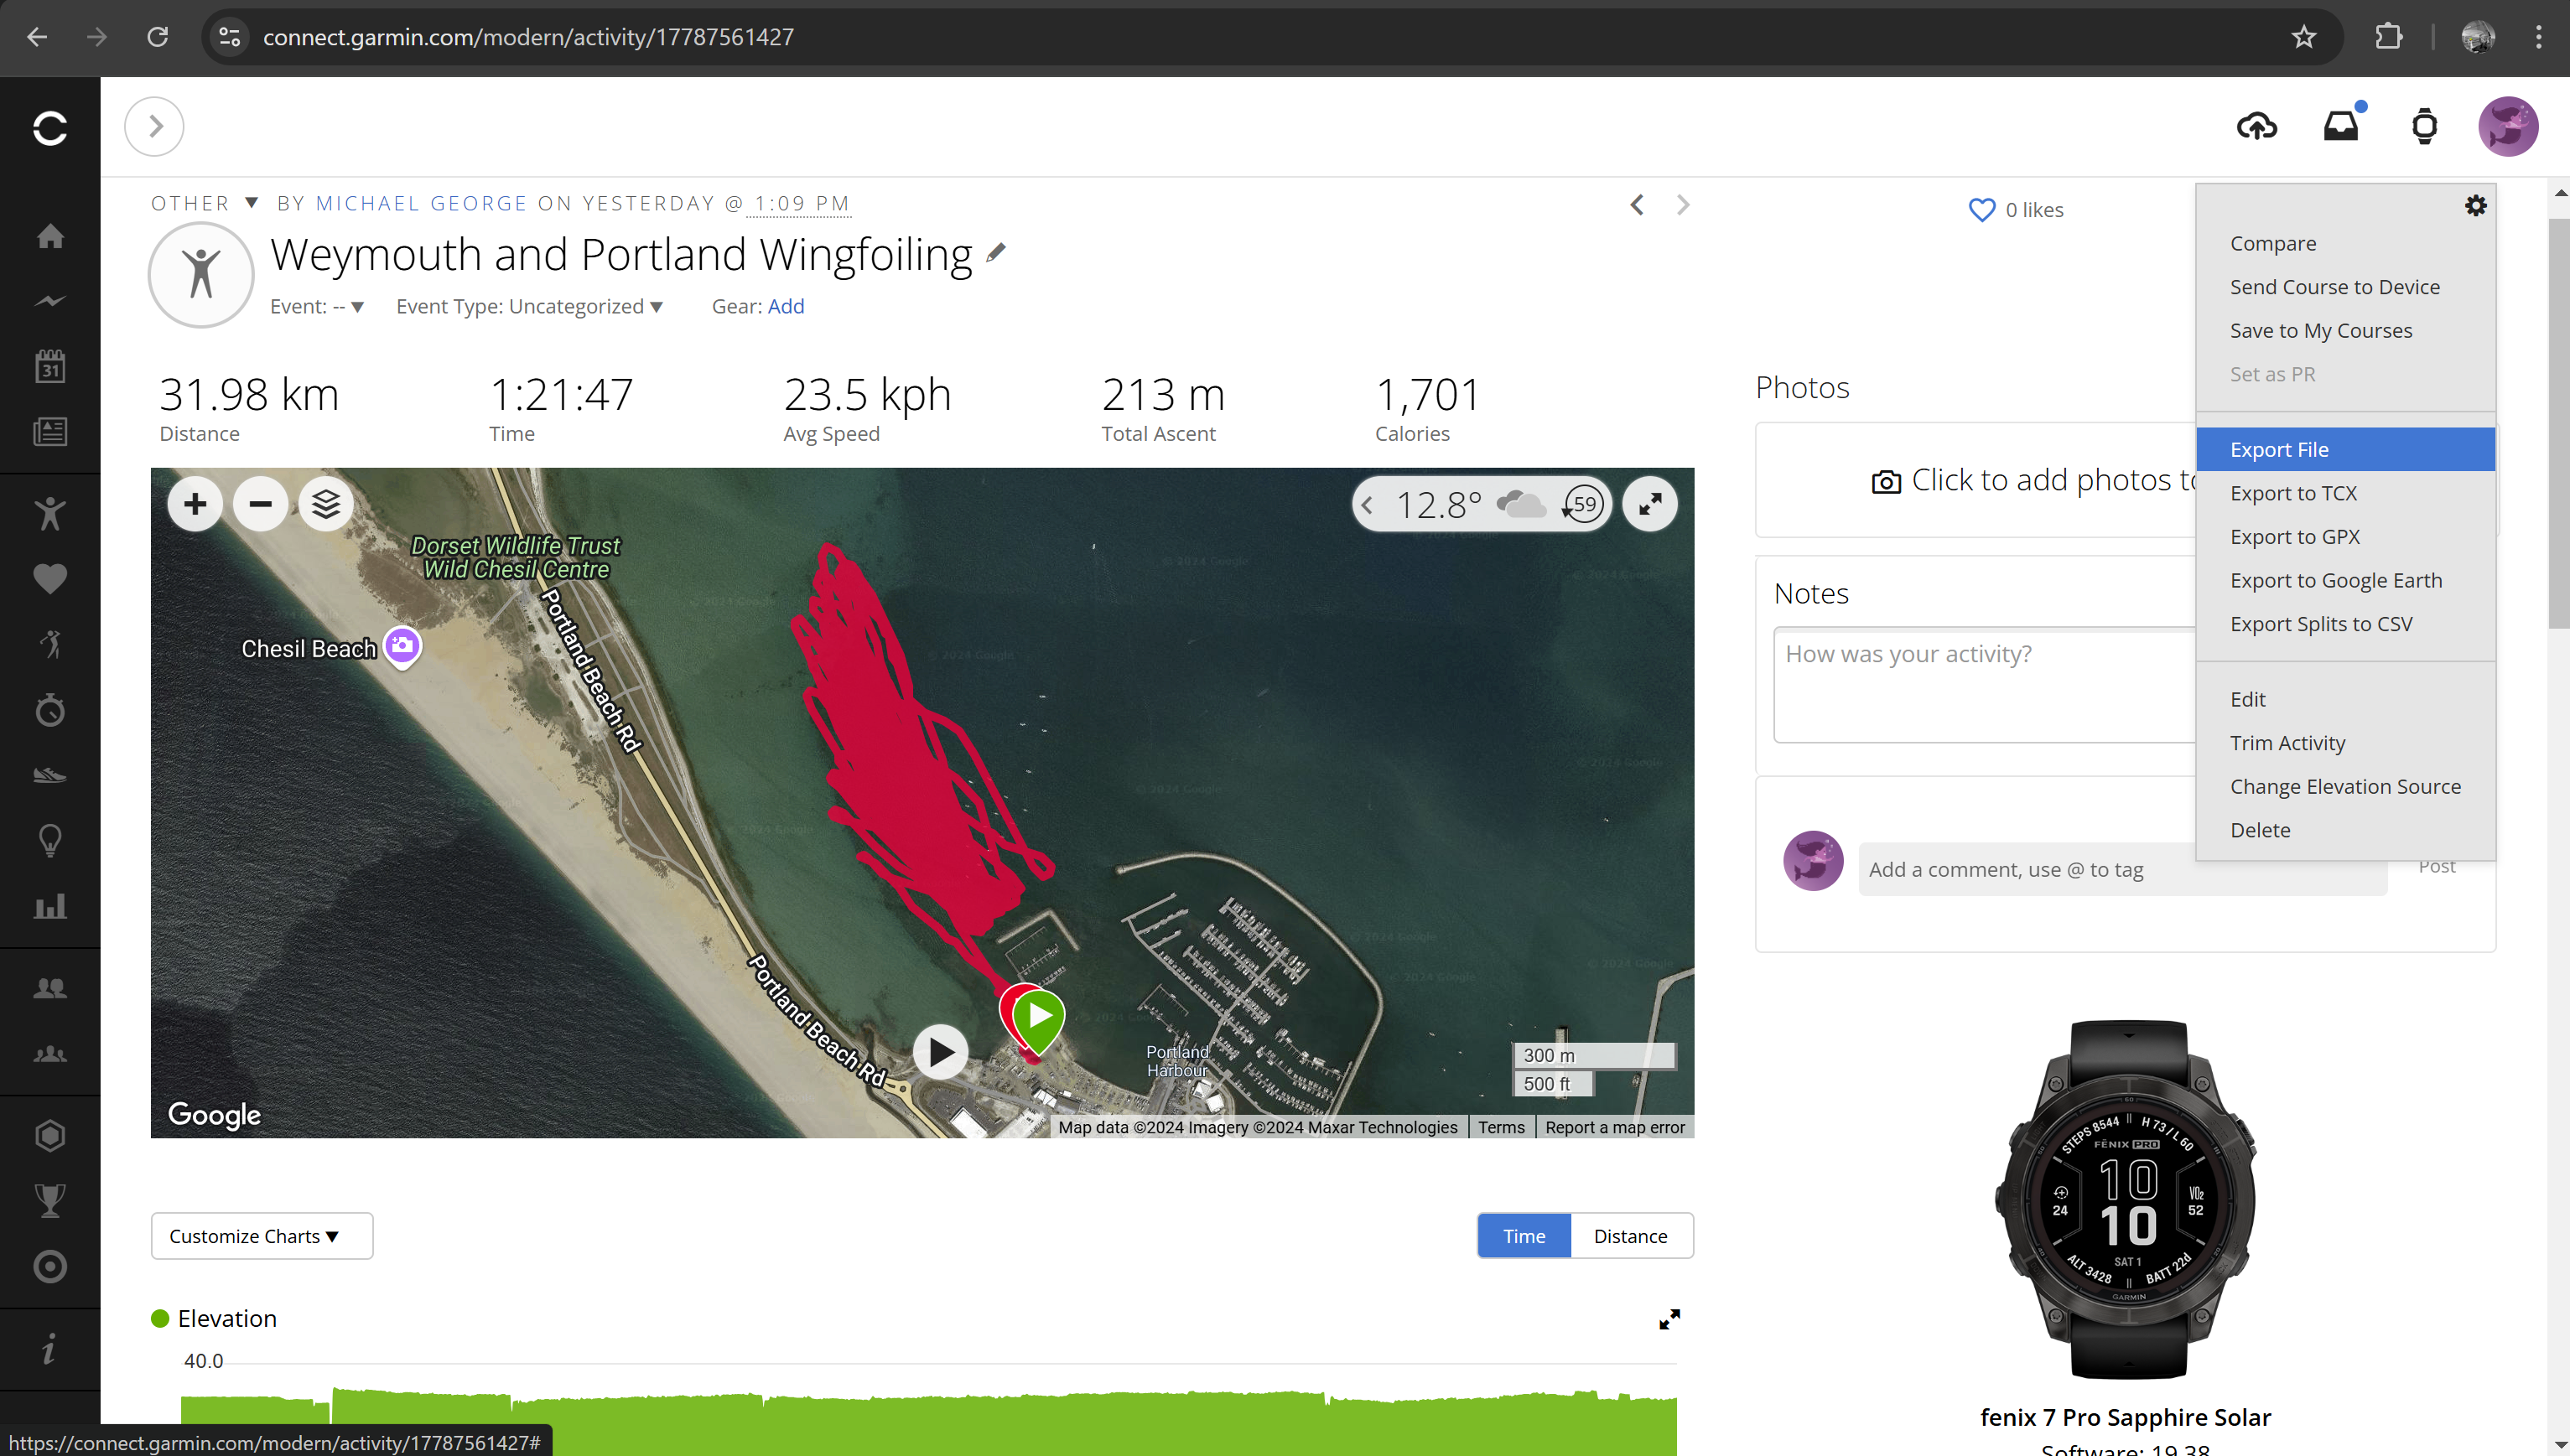 connect.garmin.com/modern/activity/17787561427
OTHER ▼ BY MICHAEL GEORGE ON YESTERDAY @ 1:09 PM
Weymouth and Portland Wingfoiling
Event: -- ▼ Event Type: Uncategorized ▼ Gear: Add
31.98 km
Distance
1:21:47
Time
23.5 kph
Avg Speed
213 m
Total Ascent
1,701
Calories
0 likes
Compare
Send Course to Device
Save to My Courses
Set as PR
Export File
Export to TCX
Export to GPX
Export to Google Earth
Export Splits to CSV
Edit
Trim Activity
Change Elevation Source
Delete
Photos
Click to add photos to
Notes
How was your activity?
Add a comment, use @ to tag
Post
31
12.8°
59
Dorset Wildlife Trust
Wild Chesil Centre
Chesil Beach
Portland Beach Rd
Portland Beach Rd
Portland
Harbour
300 m
500 ft
Google
Map data ©2024 Imagery ©2024 Maxar Technologies
Terms
Report a map error
Customize Charts ▼
Time
Distance
Elevation
40.0
STEPS 8544 || H 73/L 60
FĒNIX PRO
10
10
24
VO₂
52
SAT 1
ALT 3428 || BATT 22d
GARMIN
fenix 7 Pro Sapphire Solar
Software: 19.38
https://connect.garmin.com/modern/activity/17787561427#